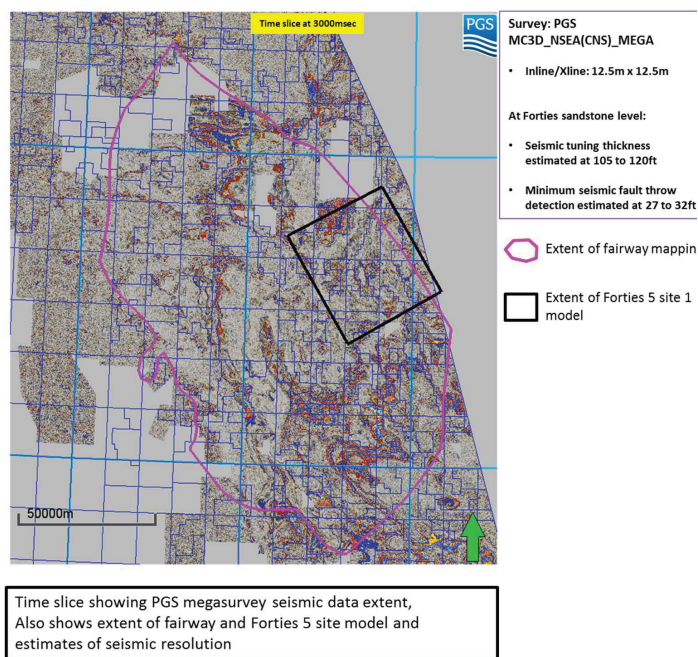 Time slice at 3000msec
PGS
Survey: PGS
MC3D_NSEA(CNS)_MEGA
• Inline/Xline: 12.5m x 12.5m
At Forties sandstone level:
• Seismic tuning thickness
estimated at 105 to 120ft
• Minimum seismic fault throw
detection estimated at 27 to 32ft
Extent of fairway mappin
Extent of Forties 5 site 1
model
50000m
Time slice showing PGS megasurvey seismic data extent,
Also shows extent of fairway and Forties 5 site model and
estimates of seismic resolution